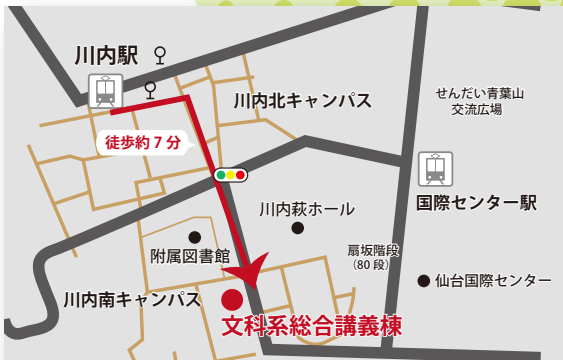 川内駅
川内北キャンパス
せんだい青葉山
交流広場
徒歩約7分
国際センター駅
川内萩ホール
附属図書館
扇坂階段
（80段）
仙台国際センター
川内南キャンパス
文科系総合講義棟